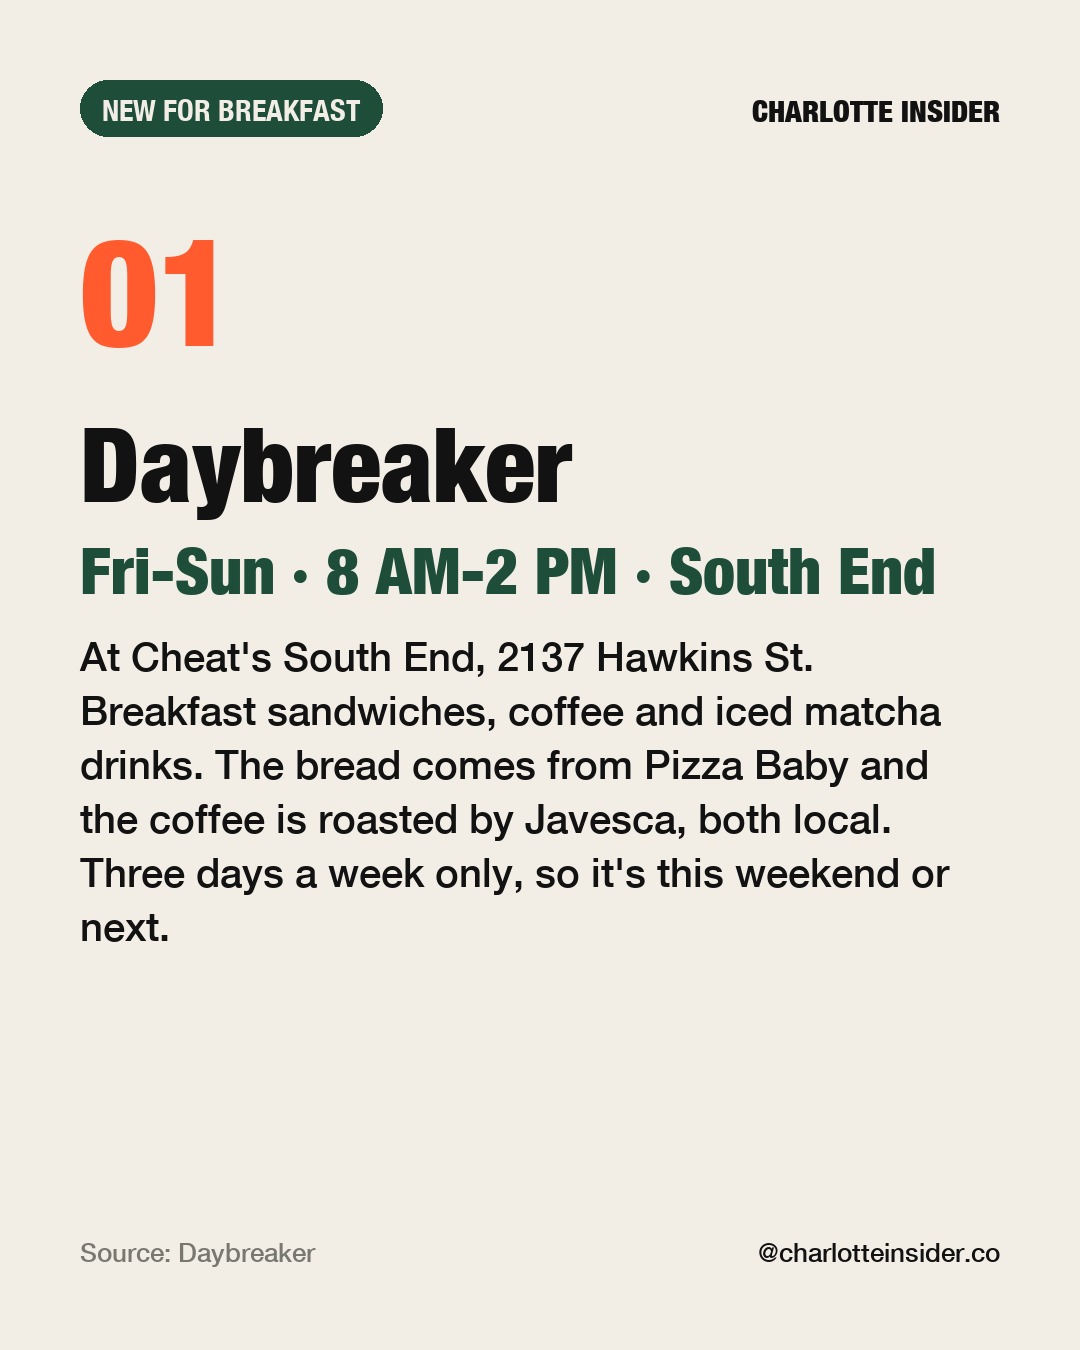 NEW FOR BREAKFAST
CHARLOTTE INSIDER
01
Daybreaker
Fri-Sun • 8 AM-2 PM • South End
At Cheat's South End, 2137 Hawkins St.
Breakfast sandwiches, coffee and iced matcha
drinks. The bread comes from Pizza Baby and
the coffee is roasted by Javesca, both local.
Three days a week only, so it's this weekend or
next.
Source: Daybreaker
@charlotteinsider.co